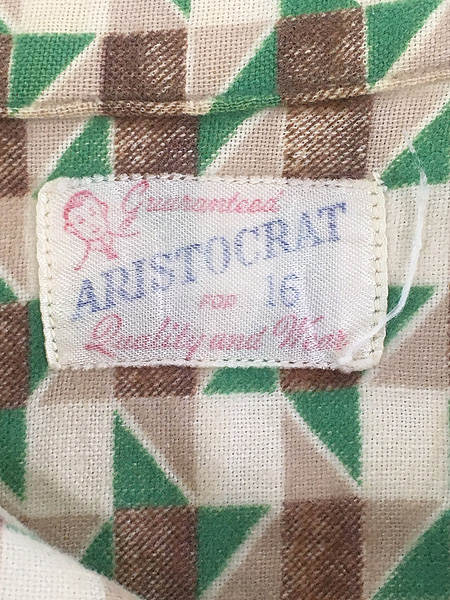 Guaranteed
ARISTOCRAT
FOR 16
Quality and Wear